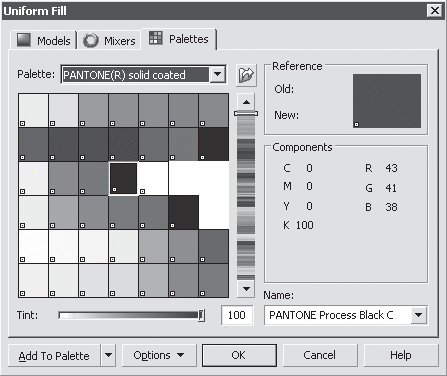 Uniform Fill
Models Mixers Palettes
Palette: PANTONE(R) solid coated
Reference
Old:
New:
Components
C 0 R 43
M 0 G 41
Y 0 B 38
K 100
Name:
Tint: 100 PANTONE Process Black C
Add To Palette Options OK Cancel Help